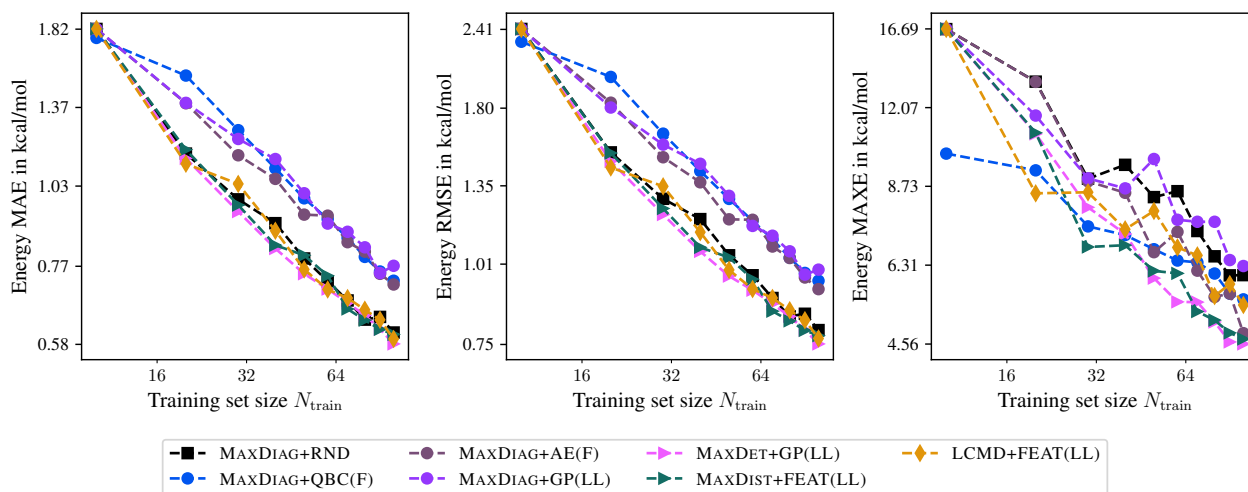 1.82
1.37
1.03
0.77
0.58
Energy MAE in kcal/mol
16
32
64
Training set size N_train
2.41
1.80
1.35
1.01
0.75
Energy RMSE in kcal/mol
16
32
64
Training set size N_train
16.69
12.07
8.73
6.31
4.56
Energy MAXE in kcal/mol
16
32
64
Training set size N_train
MAXDIAG+RND
MAXDIAG+QBC(F)
MAXDIAG+AE(F)
MAXDIAG+GP(LL)
MAXDET+GP(LL)
MAXDIST+FEAT(LL)
LCMD+FEAT(LL)